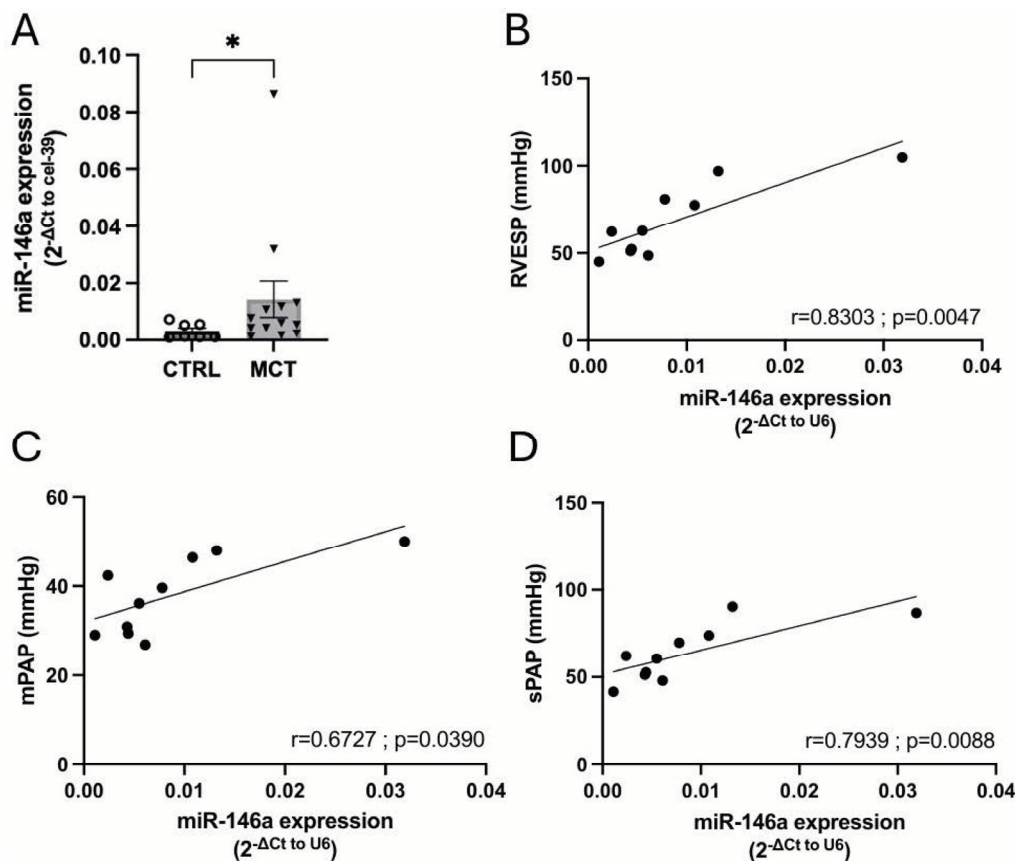 A
miR-146a expression
(2-ΔCt to cel-39)
0.10
0.08
0.06
0.04
0.02
0.00
*
CTRL MCT
B
RVESP (mmHg)
150
100
50
0
r=0.8303 ; p=0.0047
0.00 0.01 0.02 0.03 0.04
miR-146a expression
(2-ΔCt to U6)
C
mPAP (mmHg)
60
40
20
0
r=0.6727 ; p=0.0390
0.00 0.01 0.02 0.03 0.04
miR-146a expression
(2-ΔCt to U6)
D
sPAP (mmHg)
150
100
50
0
r=0.7939 ; p=0.0088
0.00 0.01 0.02 0.03 0.04
miR-146a expression
(2-ΔCt to U6)